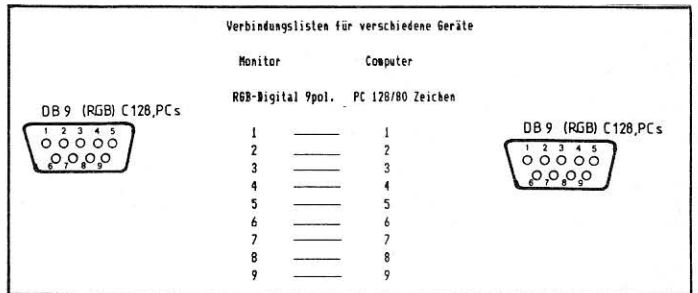 Verbindungslisten für verschiedene Geräte
Monitor Computer
RGB-Digital 9pol. PC 128/80 Zeichen
DB 9 (RGB) C128,PCs
1 2 3 4 5
6 7 8 9
1 1
2 2
3 3
4 4
5 5
6 6
7 7
8 8
9 9
DB 9 (RGB) C128,PCs
1 2 3 4 5
6 7 8 9